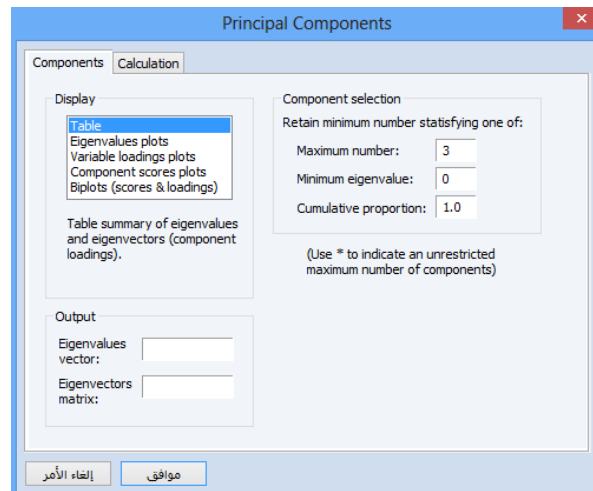 Principal Components
Components
Calculation
Display
Table
Eigenvalues plots
Variable loadings plots
Component scores plots
Biplots (scores & loadings)
Table summary of eigenvalues
and eigenvectors (component
loadings).
Output
Eigenvalues
vector:
Eigenvectors
matrix:
Component selection
Retain minimum number statisfying one of:
Maximum number: 3
Minimum eigenvalue: 0
Cumulative proportion: 1.0
(Use * to indicate an unrestricted
maximum number of components)
إلغاء الأمر
موافق